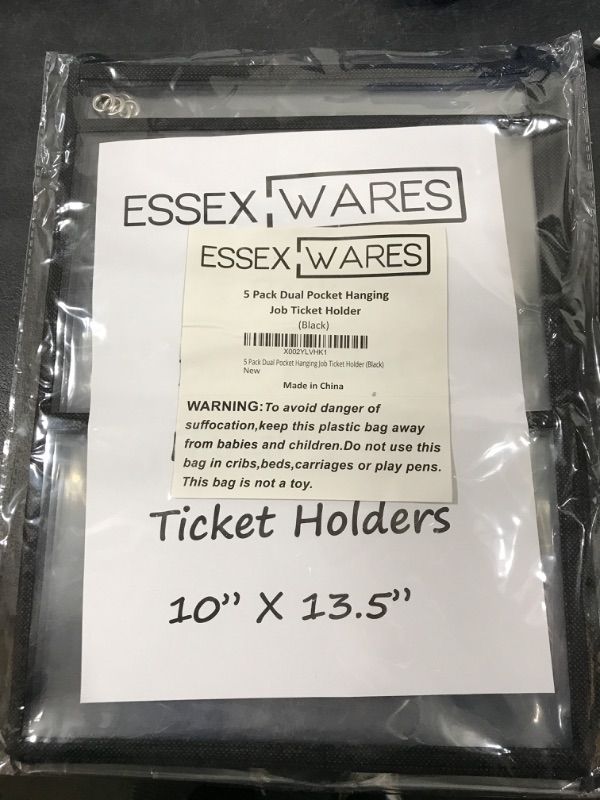 ESSEX WARES
ESSEX WARES
5 Pack Dual Pocket Hanging
Job Ticket Holder
(Black)
X002YLVHK1
5 Pack Dual Pocket Hanging Job Ticket Holder (Black)
New
Made in China
WARNING:To avoid danger of
suffocation,keep this plastic bag away
from babies and children.Do not use this
bag in cribs,beds,carriages or play pens.
This bag is not a toy.
Ticket Holders
10” X 13.5”